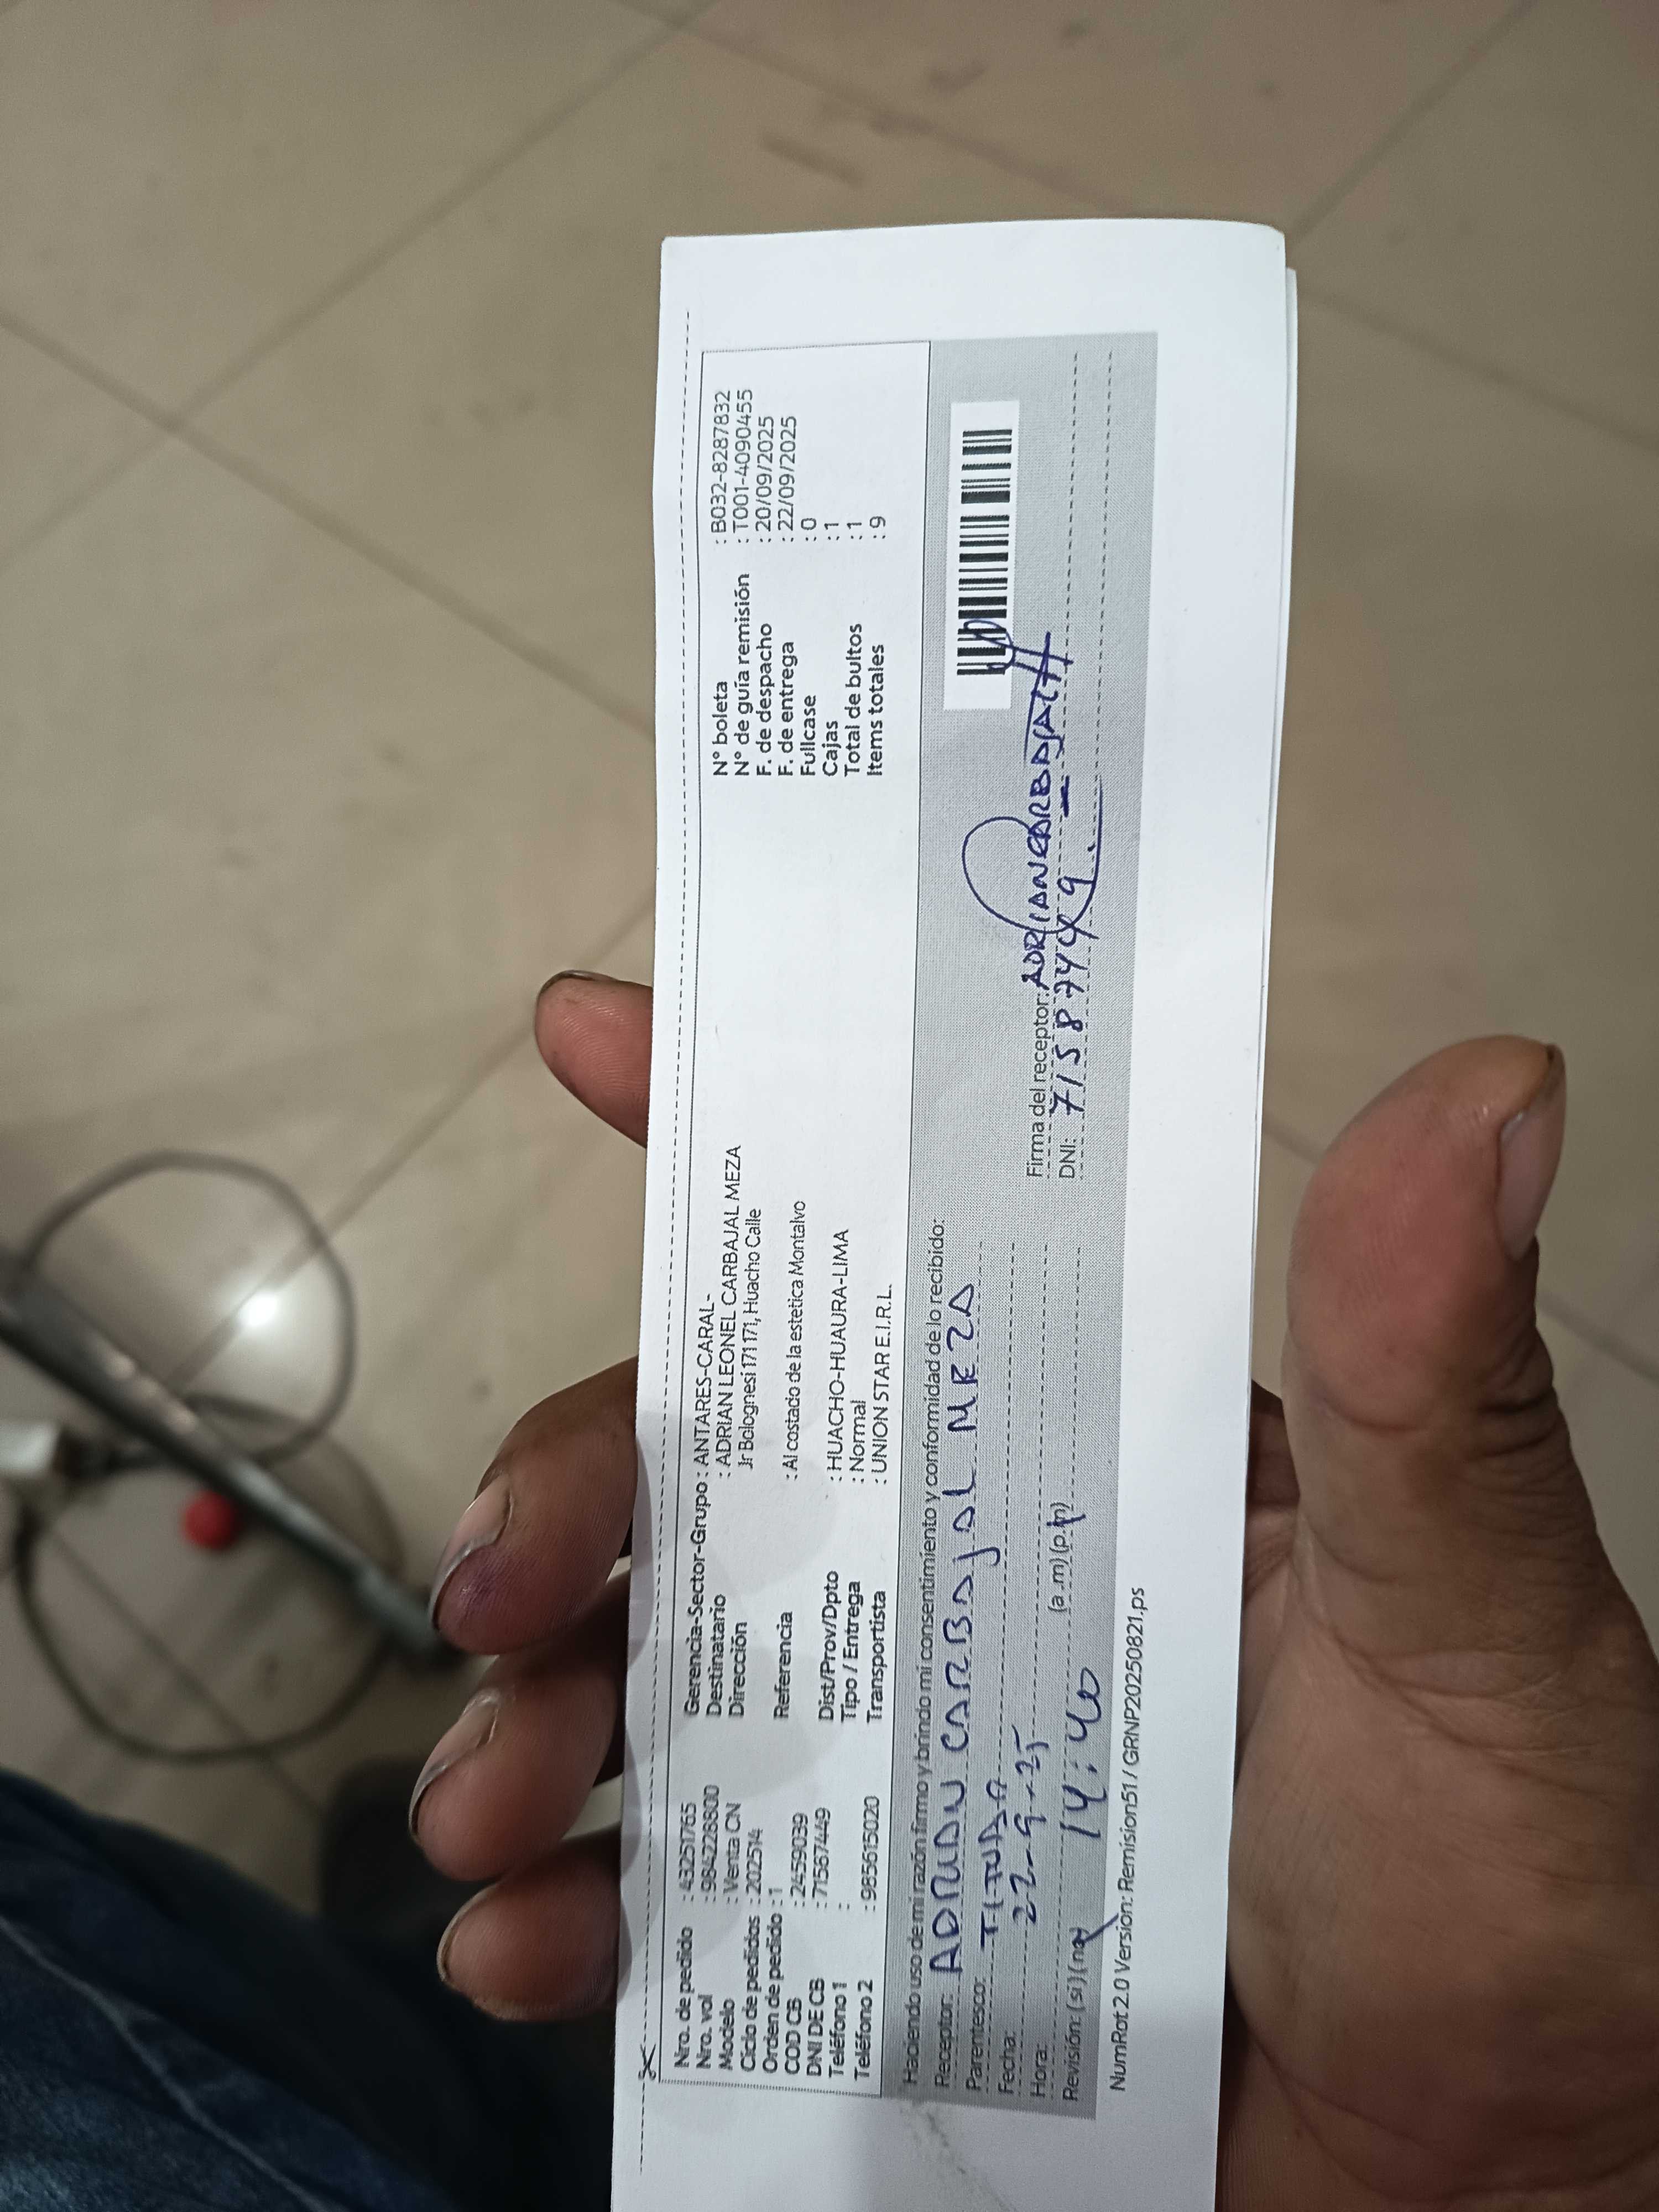 Nro. de pedido : 432251765
Nro. vol : 9842228800
Modelo : Venta CN
Ciclo de pedidos : 202514
Orden de pedido : 1
COD CB : 2459039
DNI DE CB : 71587449
Teléfono 1 :
Teléfono 2 : 985615020
Gerencia-Sector-Grupo : ANTARES-CARAL-
Destinatario : ADRIAN LEONEL CARBAJAL MEZA
Dirección Jr Bolognesi 171 171, Huacho Calle
Referencia : Al costado de la estetica Montalvo
Dist/Prov/Dpto : HUACHO-HUAURA-LIMA
Tipo / Entrega : Normal
Transportista : UNION STAR E.I.R.L.
N° boleta : B032-8287832
N° de guía remisión : T001-4090455
F. de despacho : 20/09/2025
F. de entrega : 22/09/2025
Fullcase : 0
Cajas : 1
Total de bultos : 1
Items totales : 9
Haciendo uso de mi razón firmo y brindo mi consentimiento y conformidad de lo recibido:
Receptor: ADRIAN CARBAJAL MEZA
Parentesco:
Fecha: 22-9-25
Hora: 14:40 (a.m) (p.m)
Revisión: (si) (no)
Firma del receptor: ADRIAN CARBAJAL
DNI: 71587449
NumRot 2.0 Version: Remision51 / GRNP20250821.ps